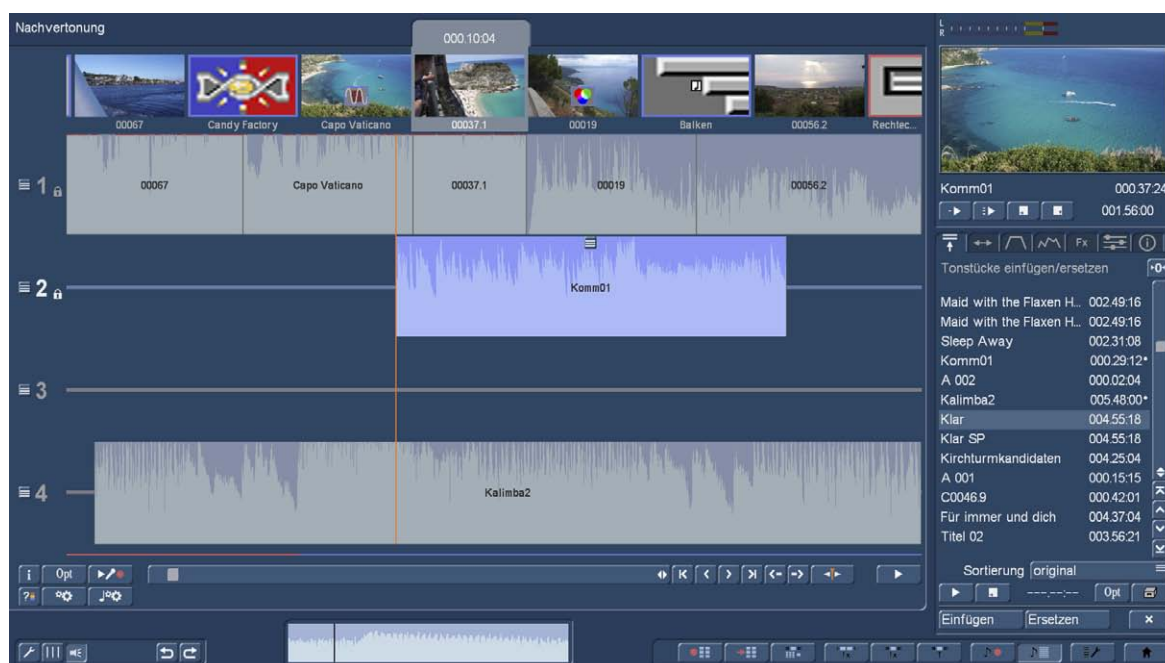 Nachvertonung
000.10:04
00067 Candy Factory Capo Vaticano 00037.1 00019 Balken 00056.2 Rechtec...
1 00067 Capo Vaticano 00037.1 00019 00056.2
2 Komm01
3
4 Kalimba2
i Opt
L
R
Komm01 000.37:24
001.56:00
Fx
Tonstücke einfügen/ersetzen
Maid with the Flaxen H... 002.49:16
Maid with the Flaxen H... 002.49:16
Sleep Away 002.31:08
Komm01 000.29:12*
A 002 000.02:04
Kalimba2 005.48:00*
Klar 004.55:18
Klar SP 004.55:18
Kirchturmkandidaten 004.25:04
A 001 000.15:15
C0046.9 000.42:01
Für immer und dich 004.37:04
Titel 02 003.56:21
Sortierung original
---.--:-- Opt
Einfügen Ersetzen ×